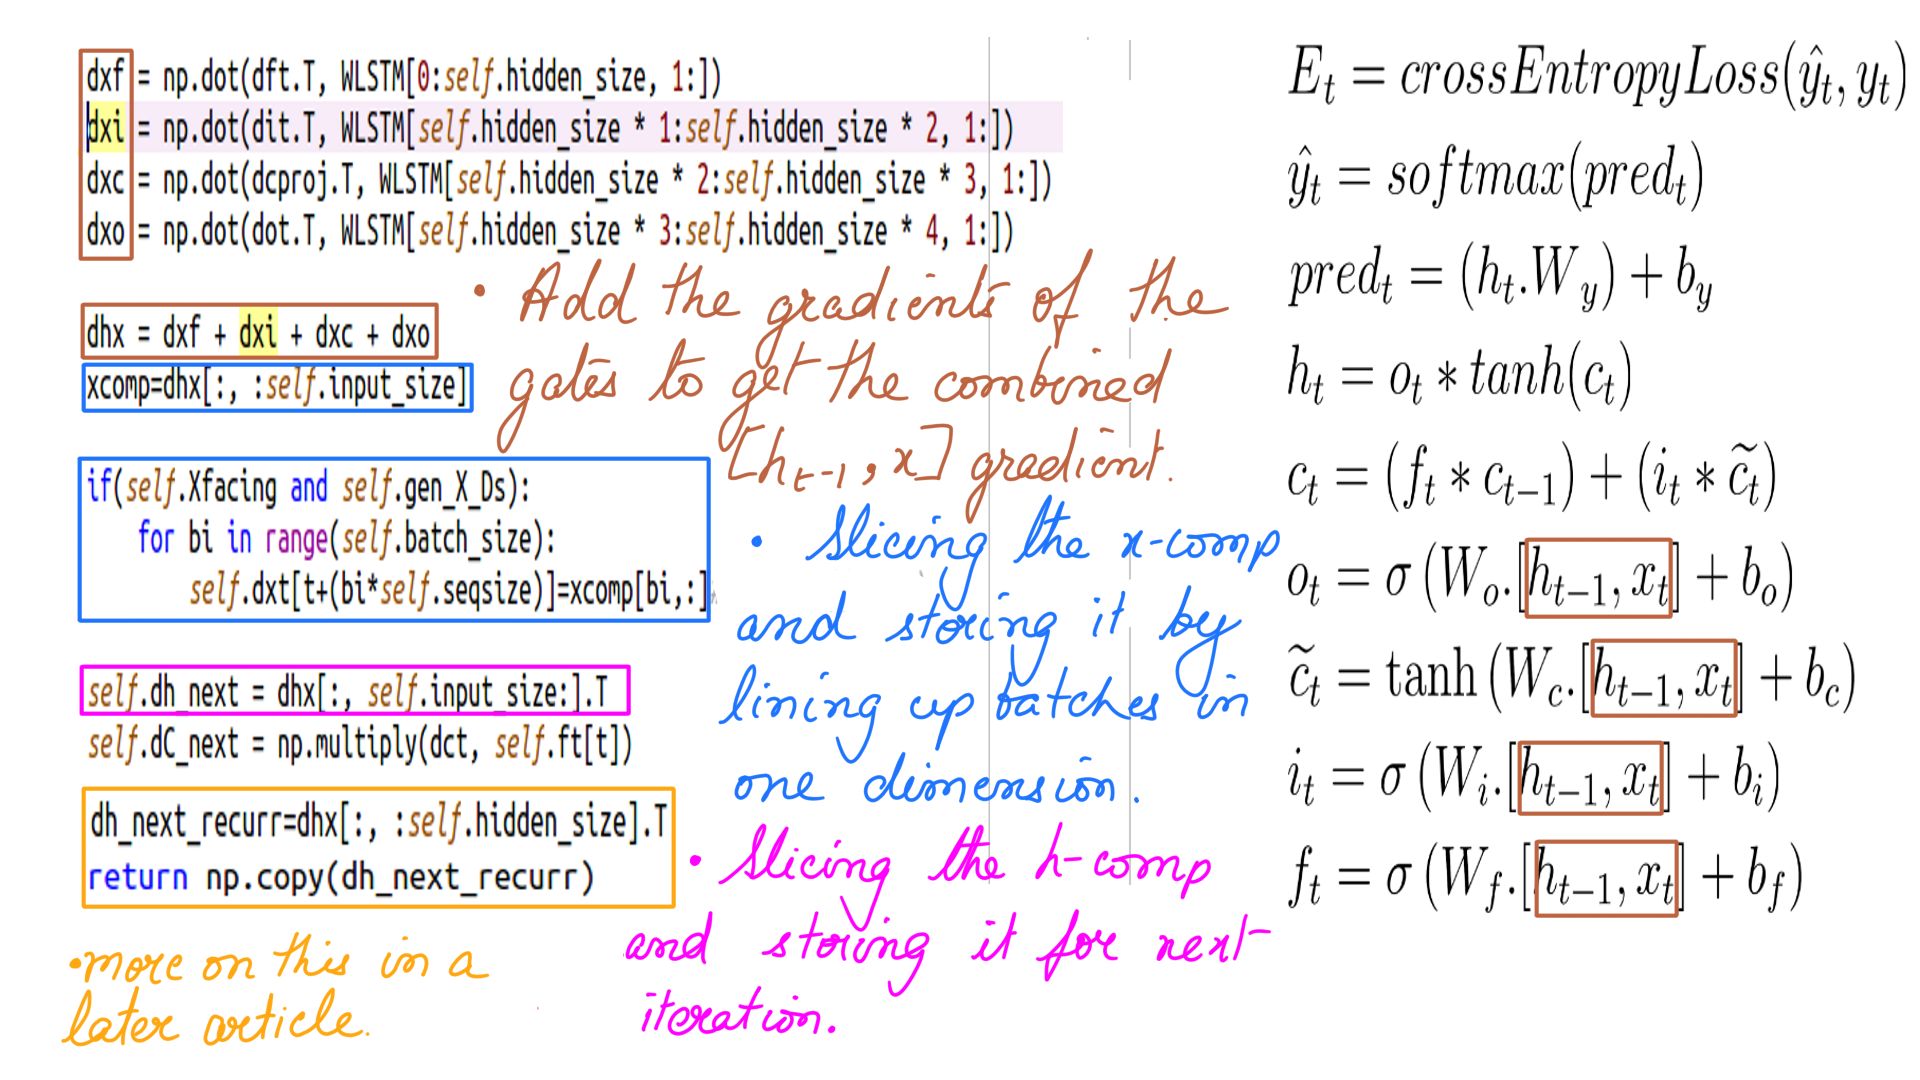 dxf = np.dot(dft.T, WLSTM[0:self.hidden_size, 1:])
dxi = np.dot(dit.T, WLSTM[self.hidden_size * 1:self.hidden_size * 2, 1:])
dxc = np.dot(dcproj.T, WLSTM[self.hidden_size * 2:self.hidden_size * 3, 1:])
dxo = np.dot(dot.T, WLSTM[self.hidden_size * 3:self.hidden_size * 4, 1:])
dhx = dxf + dxi + dxc + dxo
xcomp=dhx[:, :self.input_size]
• Add the gradients of the
gates to get the combined
[h_{t-1}, x] gradient.
if(self.Xfacing and self.gen_X_Ds):
for bi in range(self.batch_size):
self.dxt[t+(bi*self.seqsize)]=xcomp[bi,:]
• Slicing the x-comp
and storing it by
lining up batches in
one dimension.
self.dh_next = dhx[:, self.input_size:].T
self.dC_next = np.multiply(dct, self.ft[t])
dh_next_recurr=dhx[:, :self.hidden_size].T
return np.copy(dh_next_recurr)
• Slicing the h-comp
and storing it for next
iteration.
• more on this in a
later article.
E_t = crossEntropyLoss(ŷ_t, y_t)
ŷ_t = softmax(pred_t)
pred_t = (h_t.W_y) + b_y
h_t = o_t * tanh(c_t)
c_t = (f_t * c_{t-1}) + (i_t * c̃_t)
o_t = σ (W_o.[h_{t-1}, x_t] + b_o)
c̃_t = tanh (W_c.[h_{t-1}, x_t] + b_c)
i_t = σ (W_i.[h_{t-1}, x_t] + b_i)
f_t = σ (W_f.[h_{t-1}, x_t] + b_f)